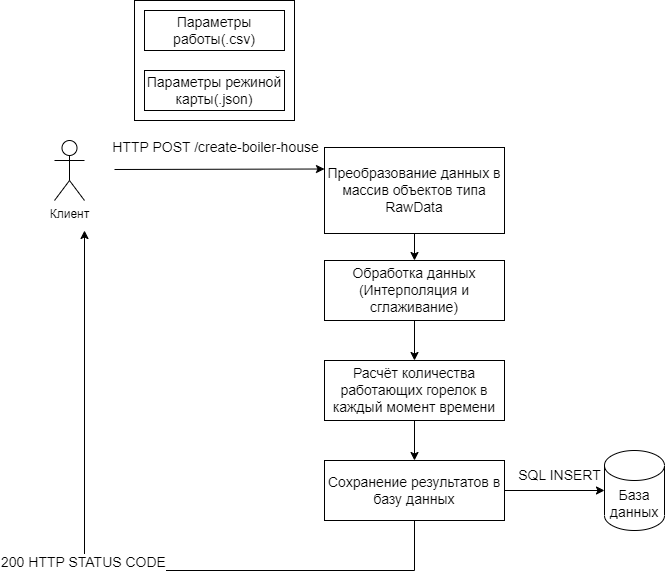 Параметры
работы(.csv)
Параметры режиной
карты(.json)
HTTP POST /create-boiler-house
Клиент
Преобразование данных в
массив объектов типа
RawData
Обработка данных
(Интерполяция и
сглаживание)
Расчёт количества
работающих горелок в
каждый момент времени
Сохранение результатов в
базу данных
SQL INSERT
База
данных
200 HTTP STATUS CODE